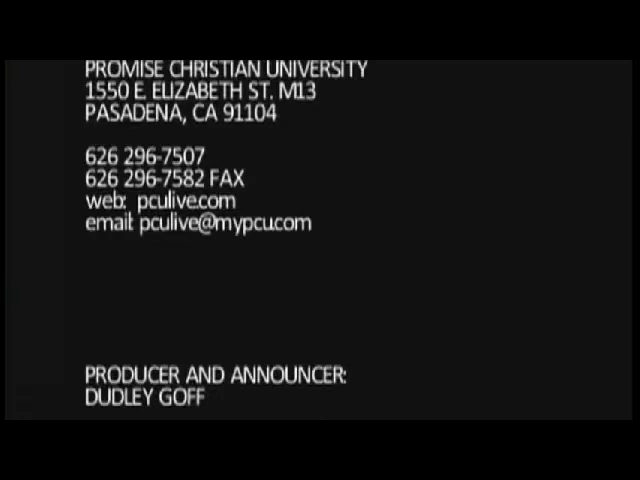 PROMISE CHRISTIAN UNIVERSITY
1550 E. ELIZABETH ST. M13
PASADENA, CA 91104
626 296-7507
626 296-7582 FAX
web: pculive.com
email: pculive@mypcu.com
PRODUCER AND ANNOUNCER:
DUDLEY GOFF